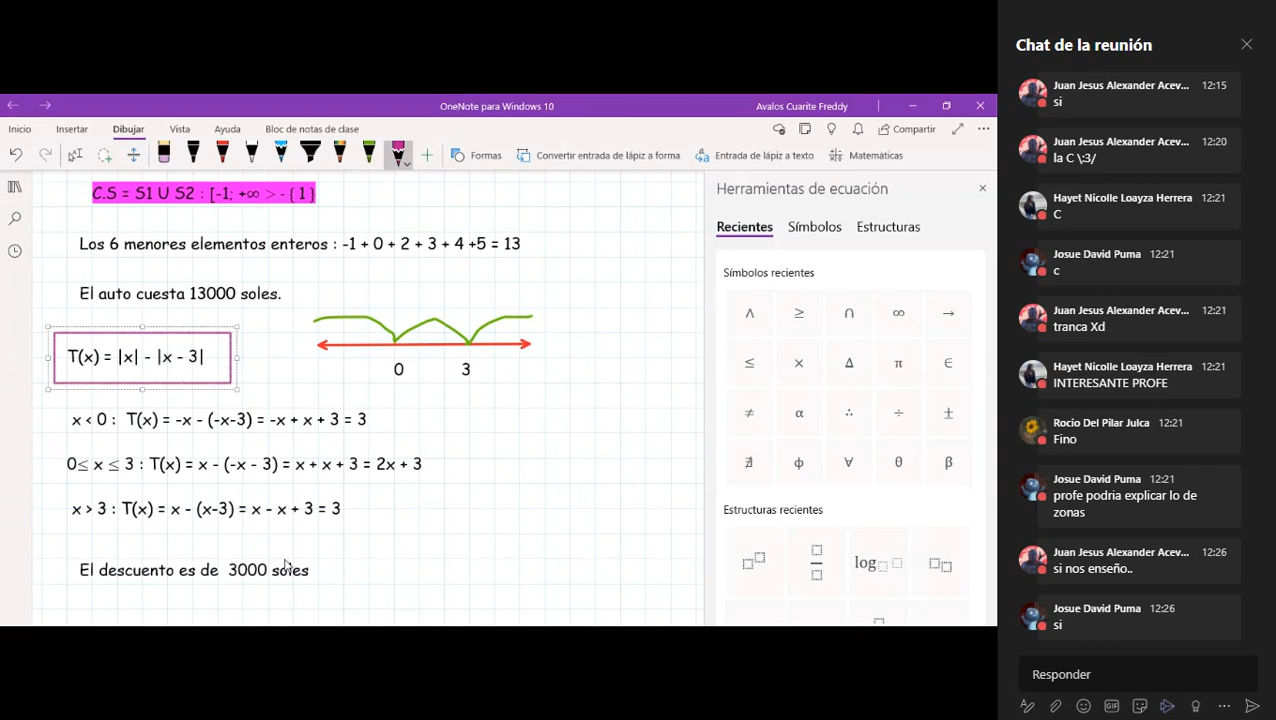 OneNote para Windows 10
Avalos Cuarite Freddy
Inicio
Insertar
Dibujar
Vista
Ayuda
Bloc de notas de clase
Compartir
Formas
Convertir entrada de lápiz a forma
Entrada de lápiz a texto
Matemáticas
C.S = S1 U S2 : [-1; +∞ > - { 1 }
Los 6 menores elementos enteros : -1 + 0 + 2 + 3 + 4 +5 = 13
El auto cuesta 13000 soles.
T(x) = |x| - |x - 3|
0 3
x < 0 : T(x) = -x - (-x-3) = -x + x + 3 = 3
0≤ x ≤ 3 : T(x) = x - (-x - 3) = x + x + 3 = 2x + 3
x > 3 : T(x) = x - (x-3) = x - x + 3 = 3
El descuento es de 3000 soles
Herramientas de ecuación
Recientes
Símbolos
Estructuras
Símbolos recientes
∧ ≥ ∩ ∞ →
≤ × Δ π ∈
≠ α ∴ ÷ ±
∄ ϕ ∀ θ β
Estructuras recientes
log
Chat de la reunión
Juan Jesus Alexander Acev... 12:15
si
Juan Jesus Alexander Acev... 12:20
la C \:3/
Hayet Nicolle Loayza Herrera 12:21
C
Josue David Puma 12:21
c
Juan Jesus Alexander Acev... 12:21
tranca Xd
Hayet Nicolle Loayza Herrera 12:21
INTERESANTE PROFE
Rocio Del Pilar Julca 12:21
Fino
Josue David Puma 12:21
profe podria explicar lo de
zonas
Juan Jesus Alexander Acev... 12:26
si nos enseño..
Josue David Puma 12:26
si
Responder
GIF